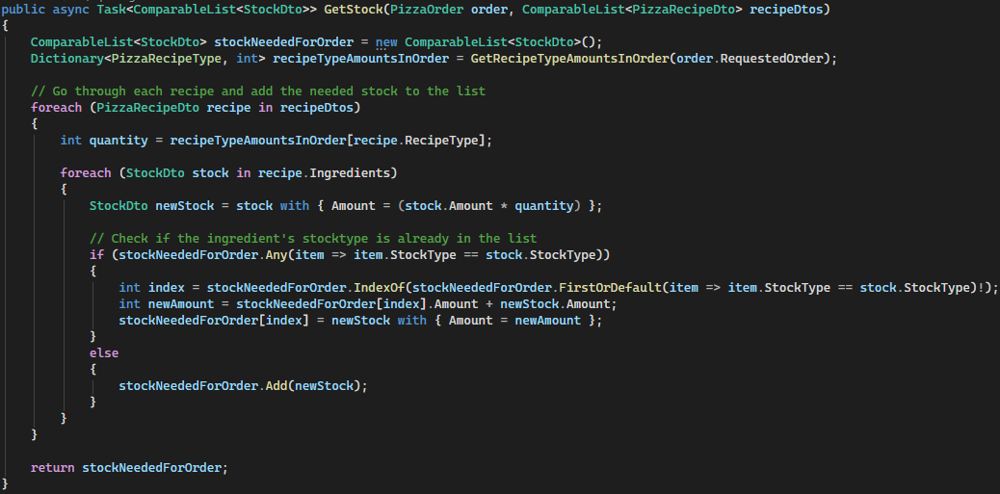 public async Task<ComparableList<StockDto>> GetStock(PizzaOrder order, ComparableList<PizzaRecipeDto> recipeDtos)
{
    ComparableList<StockDto> stockNeededForOrder = new ComparableList<StockDto>();
    Dictionary<PizzaRecipeType, int> recipeTypeAmountsInOrder = GetRecipeTypeAmountsInOrder(order.RequestedOrder);

    // Go through each recipe and add the needed stock to the list
    foreach (PizzaRecipeDto recipe in recipeDtos)
    {
        int quantity = recipeTypeAmountsInOrder[recipe.RecipeType];

        foreach (StockDto stock in recipe.Ingredients)
        {
            StockDto newStock = stock with { Amount = (stock.Amount * quantity) };

            // Check if the ingredient's stocktype is already in the list
            if (stockNeededForOrder.Any(item => item.StockType == stock.StockType))
            {
                int index = stockNeededForOrder.IndexOf(stockNeededForOrder.FirstOrDefault(item => item.StockType == stock.StockType)!);
                int newAmount = stockNeededForOrder[index].Amount + newStock.Amount;
                stockNeededForOrder[index] = newStock with { Amount = newAmount };
            }
            else
            {
                stockNeededForOrder.Add(newStock);
            }
        }
    }

    return stockNeededForOrder;
}